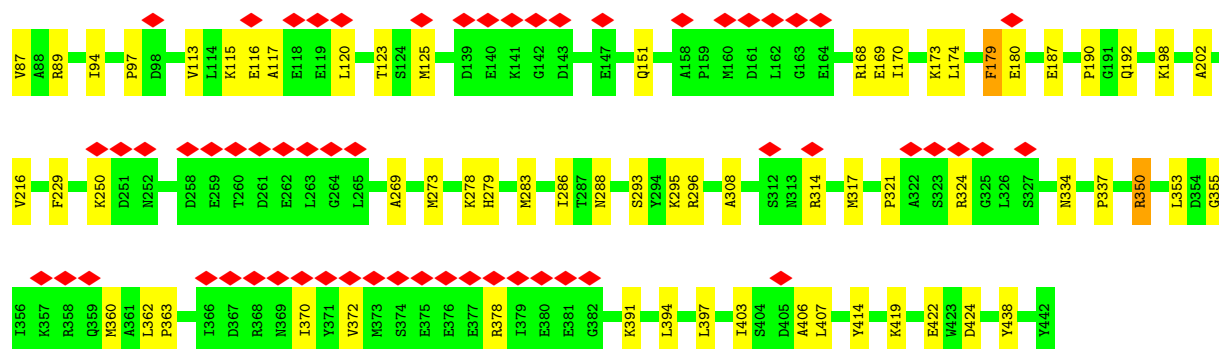 V87 A88 R89 I94 P97 D98 V113 L114 K115 E116 A117 E118 E119 L120 T123 S124 M125 D139 E140 K141 G142 D143 E147 Q151 A158 P159 M160 D161 L162 G163 E164 R168 E169 I170 K173 L174 F179 E180 E187 P190 G191 Q192 K198 A202
V216 F229 K250 D251 N252 D258 E259 T260 D261 E262 L263 G264 L265 A269 M273 K278 H279 M283 I286 T287 N288 S293 Y294 K295 R296 A308 S312 N313 R314 M317 P321 A322 S323 R324 G325 L326 S327 N334 P337 R350 L353 D354 G355
I356 K357 R358 Q359 M360 A361 L362 P363 I366 D367 R368 N369 I370 Y371 V372 M373 S374 E375 E376 E377 R378 I379 E380 E381 G382 K391 L394 L397 I403 S404 D405 A406 L407 Y414 K419 E422 W423 D424 Y438 Y442